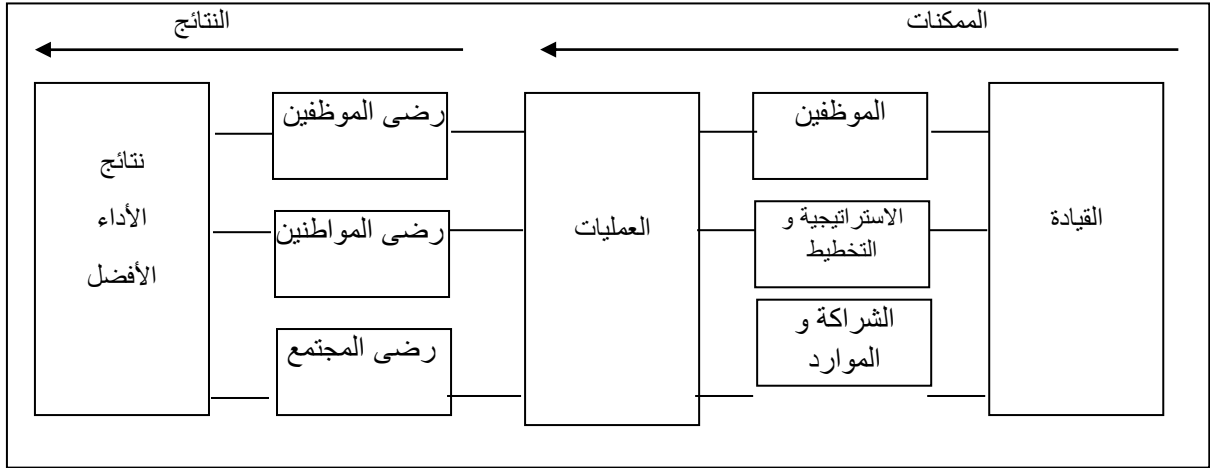 الممكنات
النتائج
القيادة
الموظفين
الاستراتيجية و
التخطيط
الشراكة و
الموارد
العمليات
رضى الموظفين
رضى المواطنين
رضى المجتمع
نتائج
الأداء
الأفضل